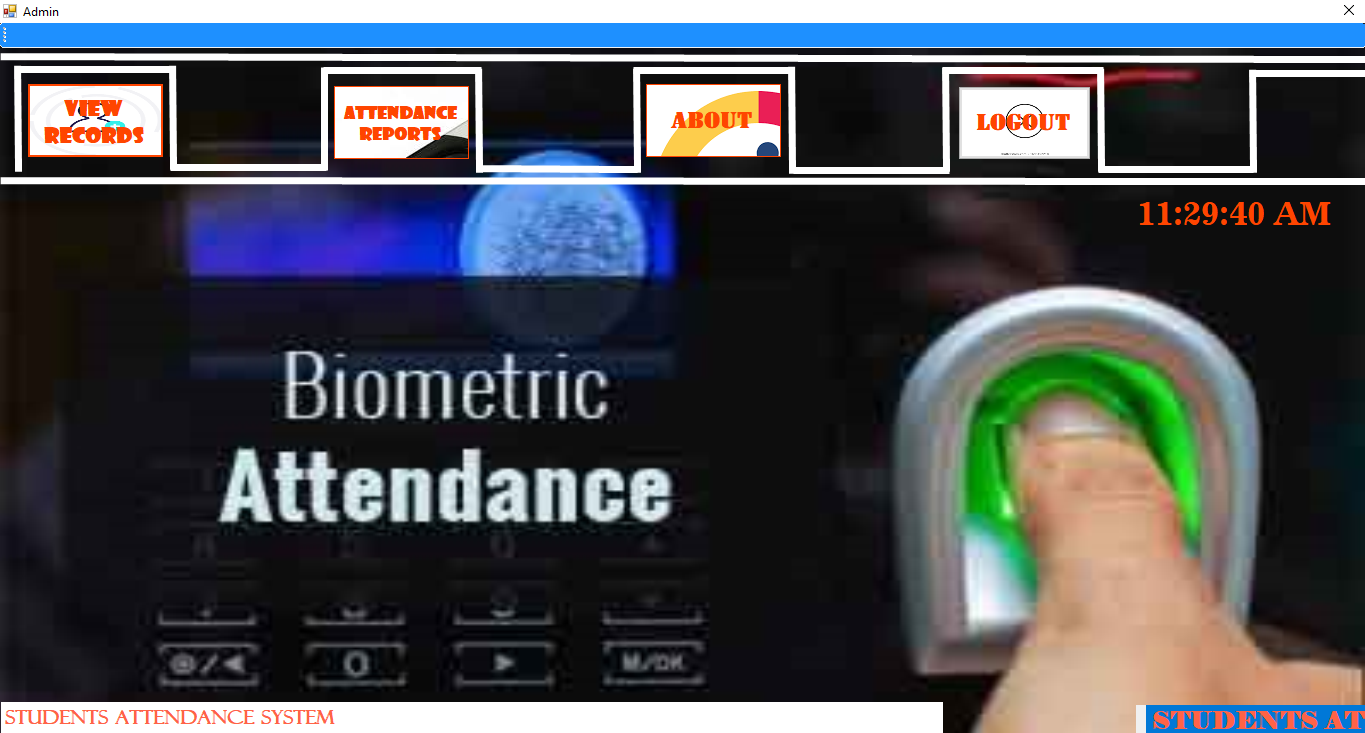 Admin
VIEW
RECORDS
ATTENDANCE
REPORTS
ABOUT
LOGOUT
11:29:40 AM
Biometric
Attendance
0
M/OK
STUDENTS ATTENDANCE SYSTEM
STUDENTS AT